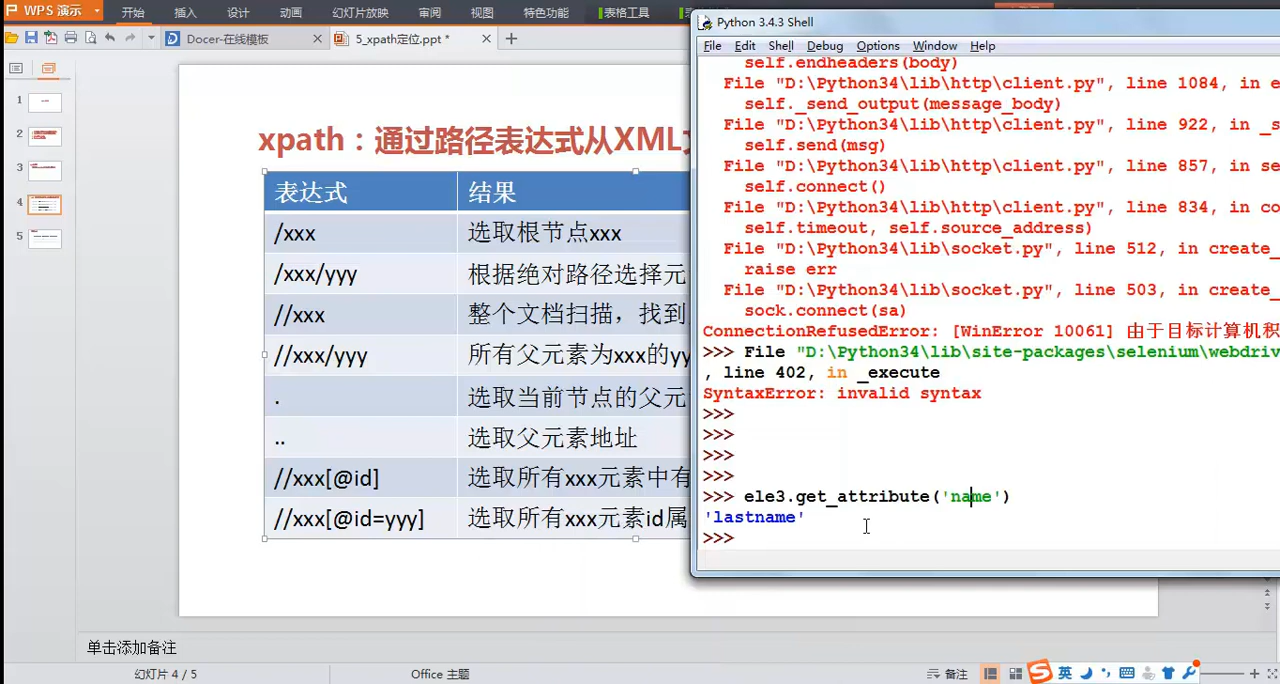 WPS 演示
开始 插入 设计 动画 幻灯片放映 审阅 视图 特色功能 表格工具
Docer-在线模板
5_xpath定位.ppt *
1
2
3
4
5
xpath：通过路径表达式从XML
表达式 结果
/xxx 选取根节点xxx
/xxx/yyy 根据绝对路径选择元
//xxx 整个文档扫描，找到
//xxx/yyy 所有父元素为xxx的yy
. 选取当前节点的父元
.. 选取父元素地址
//xxx[@id] 选取所有xxx元素中有
//xxx[@id=yyy] 选取所有xxx元素id属
单击添加备注
幻灯片 4 / 5
Office 主题
备注
英
Python 3.4.3 Shell
File Edit Shell Debug Options Window Help
self.endheaders(body)
File "D:\Python34\lib\http\client.py", line 1084, in e
self._send_output(message_body)
File "D:\Python34\lib\http\client.py", line 922, in _s
self.send(msg)
File "D:\Python34\lib\http\client.py", line 857, in se
self.connect()
File "D:\Python34\lib\http\client.py", line 834, in co
self.timeout, self.source_address)
File "D:\Python34\lib\socket.py", line 512, in create_
raise err
File "D:\Python34\lib\socket.py", line 503, in create_
sock.connect(sa)
ConnectionRefusedError: [WinError 10061] 由于目标计算机积
>>> File "D:\Python34\lib\site-packages\selenium\webdriv
, line 402, in _execute
SyntaxError: invalid syntax
>>>
>>>
>>>
>>>
>>> ele3.get_attribute('name')
'lastname'
>>>